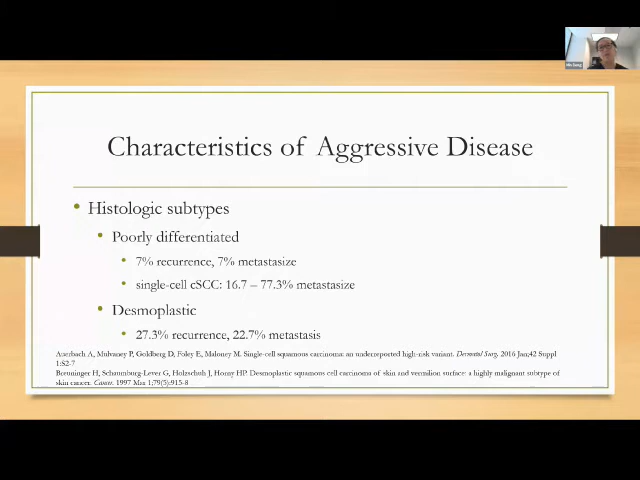 Characteristics of Aggressive Disease
• Histologic subtypes
• Poorly differentiated
• 7% recurrence, 7% metastasize
• single-cell cSCC: 16.7 – 77.3% metastasize
• Desmoplastic
• 27.3% recurrence, 22.7% metastasis
Auerbach A, Mulvaney P, Goldberg D, Foley E, Maloney M. Single-cell squamous carcinoma: an underreported high-risk variant. Dermatol Surg. 2016 Jan;42 Suppl
1:S2-7
Breuninger H, Schaumburg-Lever G, Holzschuh J, Horny HP. Desmoplastic squamous cell carcinoma of skin and vermilion surface: a highly malignant subtype of
skin cancer. Cancer. 1997 Mar 1;79(5):915-8